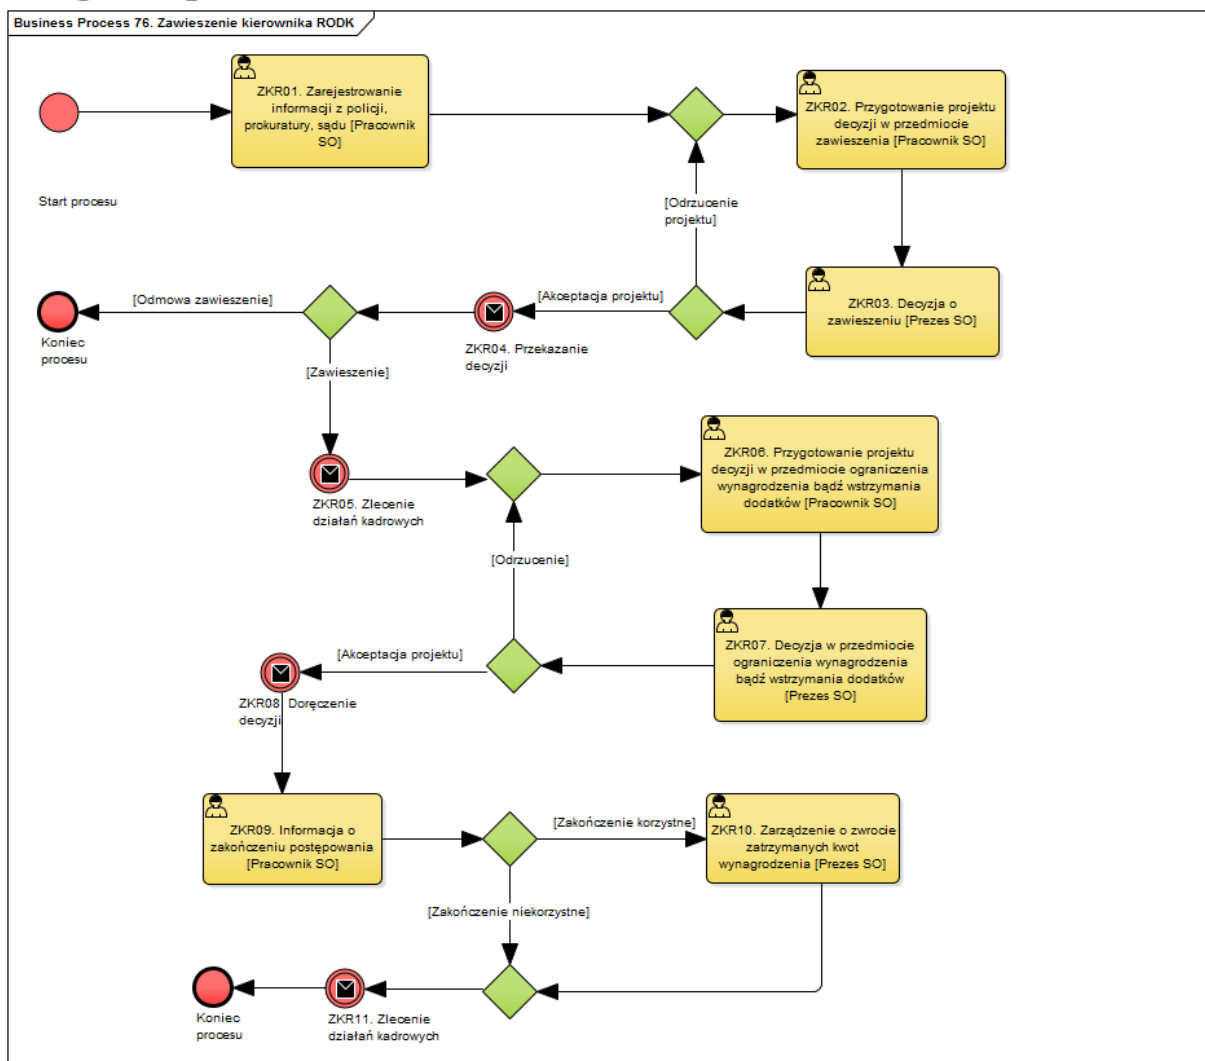 Business Process 76. Zawieszenie kierownika RODK
ZKR01. Zarejestrowanie
informacji z policji,
prokuratury, sądu [Pracownik
SO]
ZKR02. Przygotowanie projektu
decyzji w przedmiocie
zawieszenia [Pracownik SO]
Start procesu
[Odrzucenie
projektu]
ZKR03. Decyzja o
zawieszeniu [Prezes SO]
[Akceptacja projektu]
ZKR04. Przekazanie
decyzji
[Odmowa zawieszenie]
Koniec
procesu
[Zawieszenie]
ZKR05. Zlecenie
działań kadrowych
ZKR06. Przygotowanie projektu
decyzji w przedmiocie ograniczenia
wynagrodzenia bądź wstrzymania
dodatków [Pracownik SO]
[Odrzucenie]
ZKR07. Decyzja w przedmiocie
ograniczenia wynagrodzenia
bądź wstrzymania dodatków
[Prezes SO]
[Akceptacja projektu]
ZKR08. Doręczenie
decyzji
ZKR09. Informacja o
zakończeniu postępowania
[Pracownik SO]
[Zakończenie korzystne]
ZKR10. Zarządzenie o zwrocie
zatrzymanych kwot
wynagrodzenia [Prezes SO]
[Zakończenie niekorzystne]
ZKR11. Zlecenie
działań kadrowych
Koniec
procesu